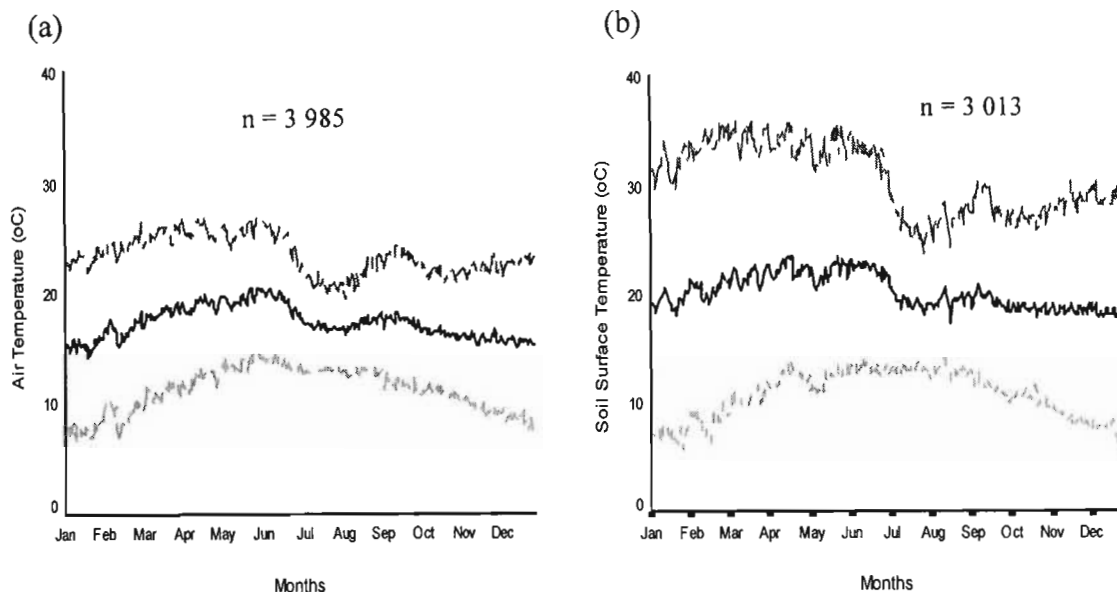 (a)
n = 3 985
Air Temperature (oC)
40
30
20
10
0
Jan Feb Mar Apr May Jun Jul Aug Sep Oct Nov Dec
Months
(b)
n = 3 013
Soil Surface Temperature (oC)
40
30
20
10
0
Jan Feb Mar Apr May Jun Jul Aug Sep Oct Nov Dec
Months